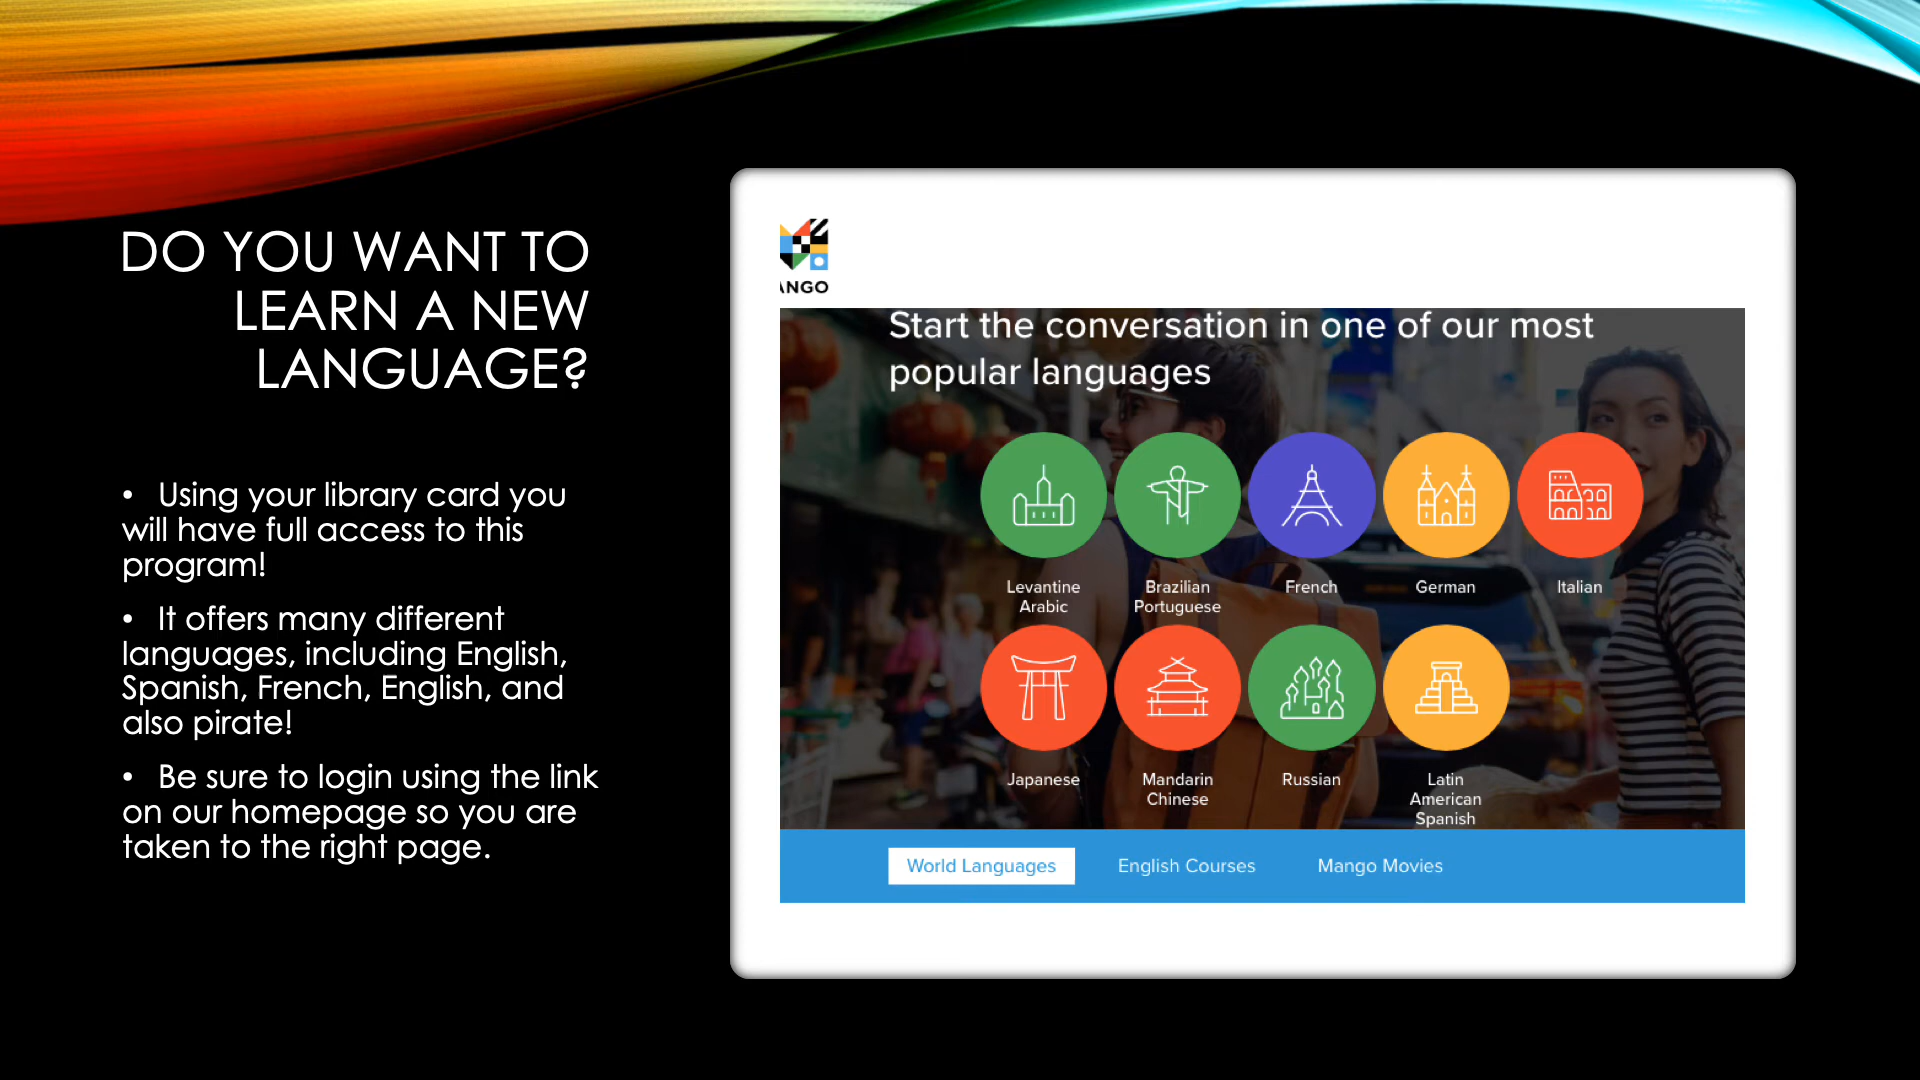 DO YOU WANT TO
LEARN A NEW
LANGUAGE?
• Using your library card you
will have full access to this
program!
• It offers many different
languages, including English,
Spanish, French, English, and
also pirate!
• Be sure to login using the link
on our homepage so you are
taken to the right page.
ANGO
Start the conversation in one of our most
popular languages
Levantine
Arabic
Brazilian
Portuguese
French
German
Italian
Japanese
Mandarin
Chinese
Russian
Latin
American
Spanish
World Languages
English Courses
Mango Movies